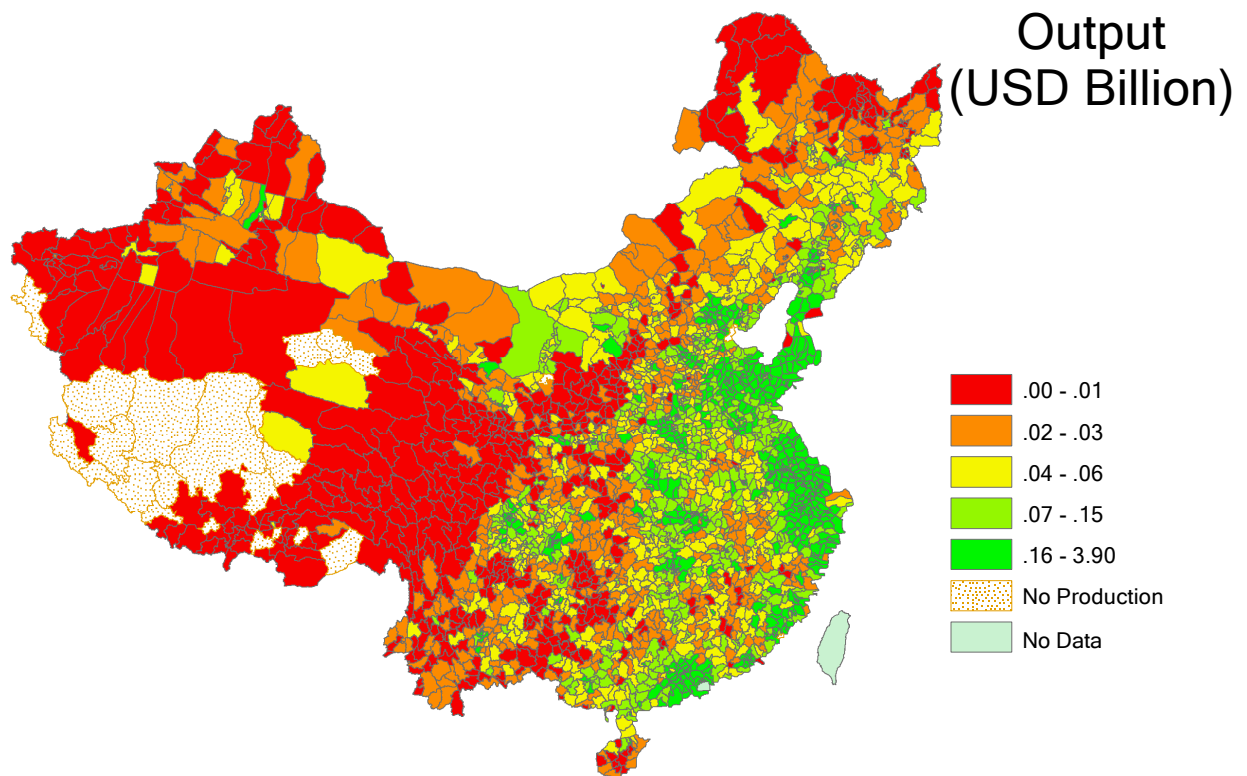 Output
(USD Billion)
.00 - .01
.02 - .03
.04 - .06
.07 - .15
.16 - 3.90
No Production
No Data